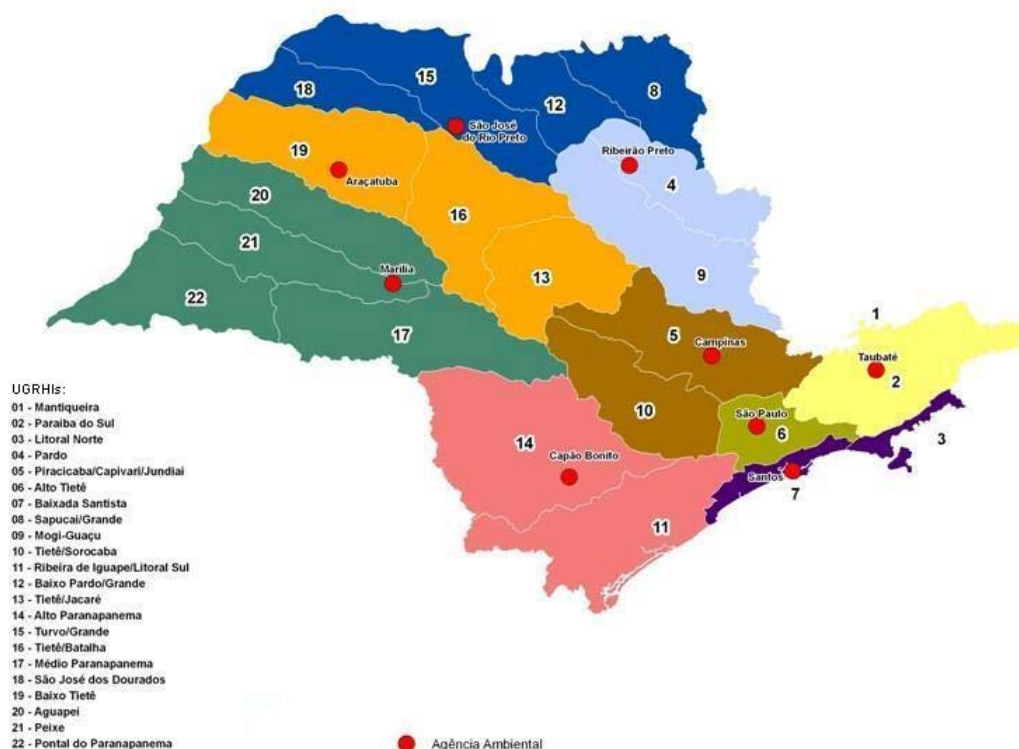 15
8
18
12
São José
do Rio Preto
Ribeirão Preto
19
4
Araçatuba
20
16
21
9
13
Marília
22
1
17
5
Campinas
Taubaté
2
UGRHIs:
01 - Mantiqueira
02 - Paraiba do Sul
03 - Litoral Norte
04 - Pardo
05 - Piracicaba/Capivari/Jundiai
06 - Alto Tietê
07 - Baixada Santista
08 - Sapucai/Grande
09 - Mogi-Guaçu
10 - Tietê/Sorocaba
11 - Ribeira de Iguape/Litoral Sul
12 - Baixo Pardo/Grande
13 - Tietê/Jacaré
14 - Alto Paranapanema
15 - Turvo/Grande
16 - Tietê/Batalha
17 - Médio Paranapanema
18 - São José dos Dourados
19 - Baixo Tietê
20 - Aguapei
21 - Peixe
22 - Pontal do Paranapanema
10
São Paulo
6
3
14
Capão Bonito
Santos
7
11
Agência Ambiental